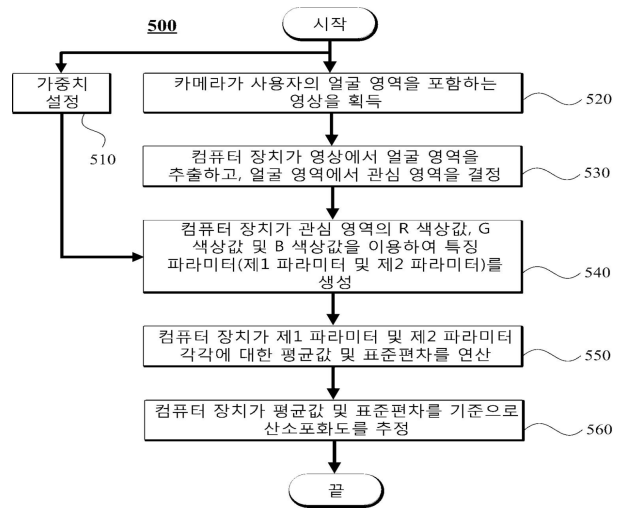 500
시작
가중치
설정
510
카메라가 사용자의 얼굴 영역을 포함하는
영상을 획득
520
컴퓨터 장치가 영상에서 얼굴 영역을
추출하고, 얼굴 영역에서 관심 영역을 결정
530
컴퓨터 장치가 관심 영역의 R 색상값, G
색상값 및 B 색상값을 이용하여 특징
파라미터(제1 파라미터 및 제2 파라미터)를
생성
540
컴퓨터 장치가 제1 파라미터 및 제2 파라미터
각각에 대한 평균값 및 표준편차를 연산
550
컴퓨터 장치가 평균값 및 표준편차를 기준으로
산소포화도를 추정
560
끝